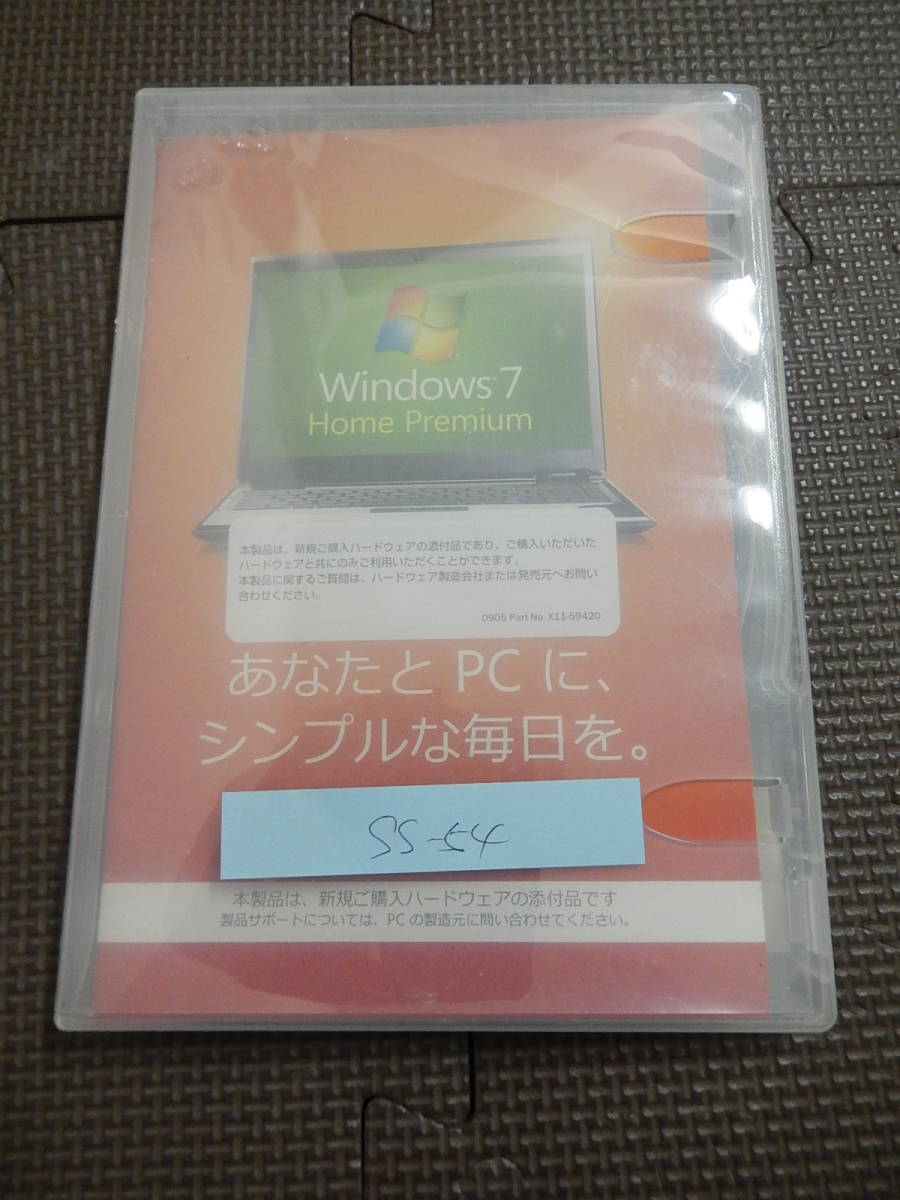 Windows 7
Home Premium
本製品は、新規ご購入ハードウェアの添付品であり、ご購入いただいた
ハードウェアと共にのみご利用いただくことができます。
本製品に関するご質問は、ハードウェア製造会社または発売元へお問い
合わせください。
0905 Part No. X11-59420
あなたと PC に、
シンプルな毎日を。
SS-54
本製品は、新規ご購入ハードウェアの添付品です
製品サポートについては、PC の製造元に問い合わせてください。